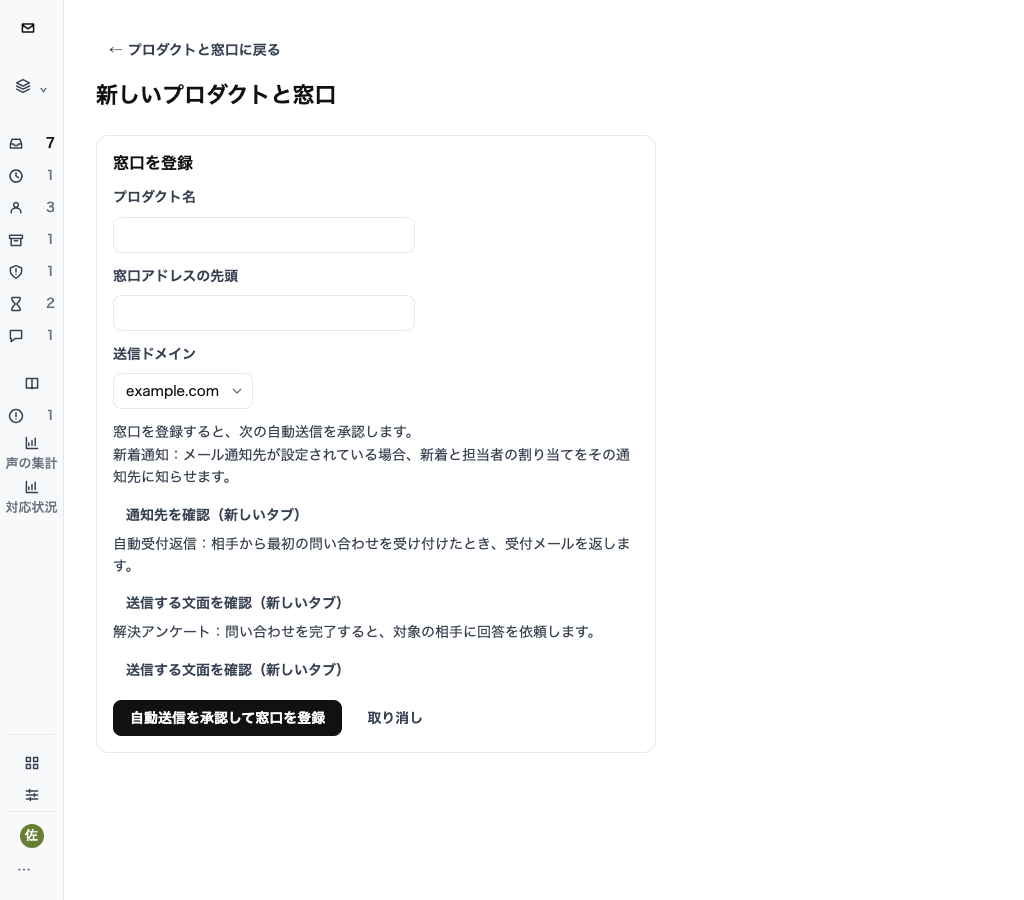 ← プロダクトと窓口に戻る
新しいプロダクトと窓口
窓口を登録
プロダクト名
窓口アドレスの先頭
送信ドメイン
example.com
窓口を登録すると、次の自動送信を承認します。
新着通知：メール通知先が設定されている場合、新着と担当者の割り当てをその通
知先に知らせます。
通知先を確認（新しいタブ）
自動受付返信：相手から最初の問い合わせを受け付けたとき、受付メールを返しま
す。
送信する文面を確認（新しいタブ）
解決アンケート：問い合わせを完了すると、対象の相手に回答を依頼します。
送信する文面を確認（新しいタブ）
自動送信を承認して窓口を登録 取り消し
7
1
3
1
1
2
1
1
声の集計
対応状況
佐